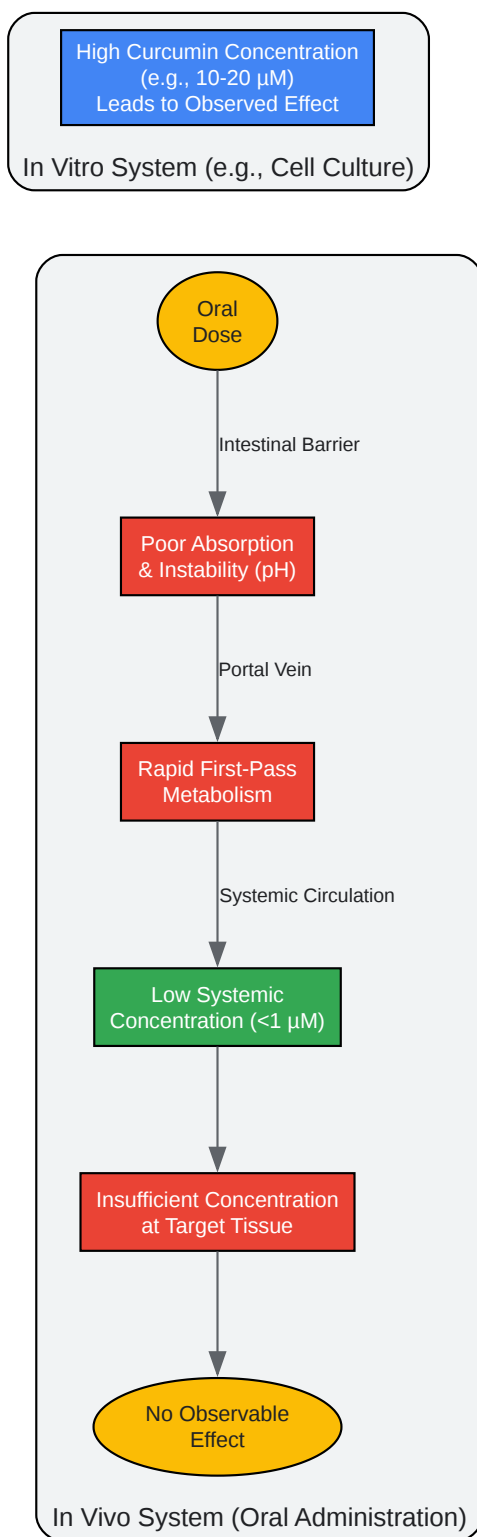 High Curcumin Concentration
(e.g., 10-20 µM)
Leads to Observed Effect
In Vitro System (e.g., Cell Culture)
Oral
Dose
Intestinal Barrier
Poor Absorption
& Instability (pH)
Portal Vein
Rapid First-Pass
Metabolism
Systemic Circulation
Low Systemic
Concentration (<1 µM)
Insufficient Concentration
at Target Tissue
No Observable
Effect
In Vivo System (Oral Administration)